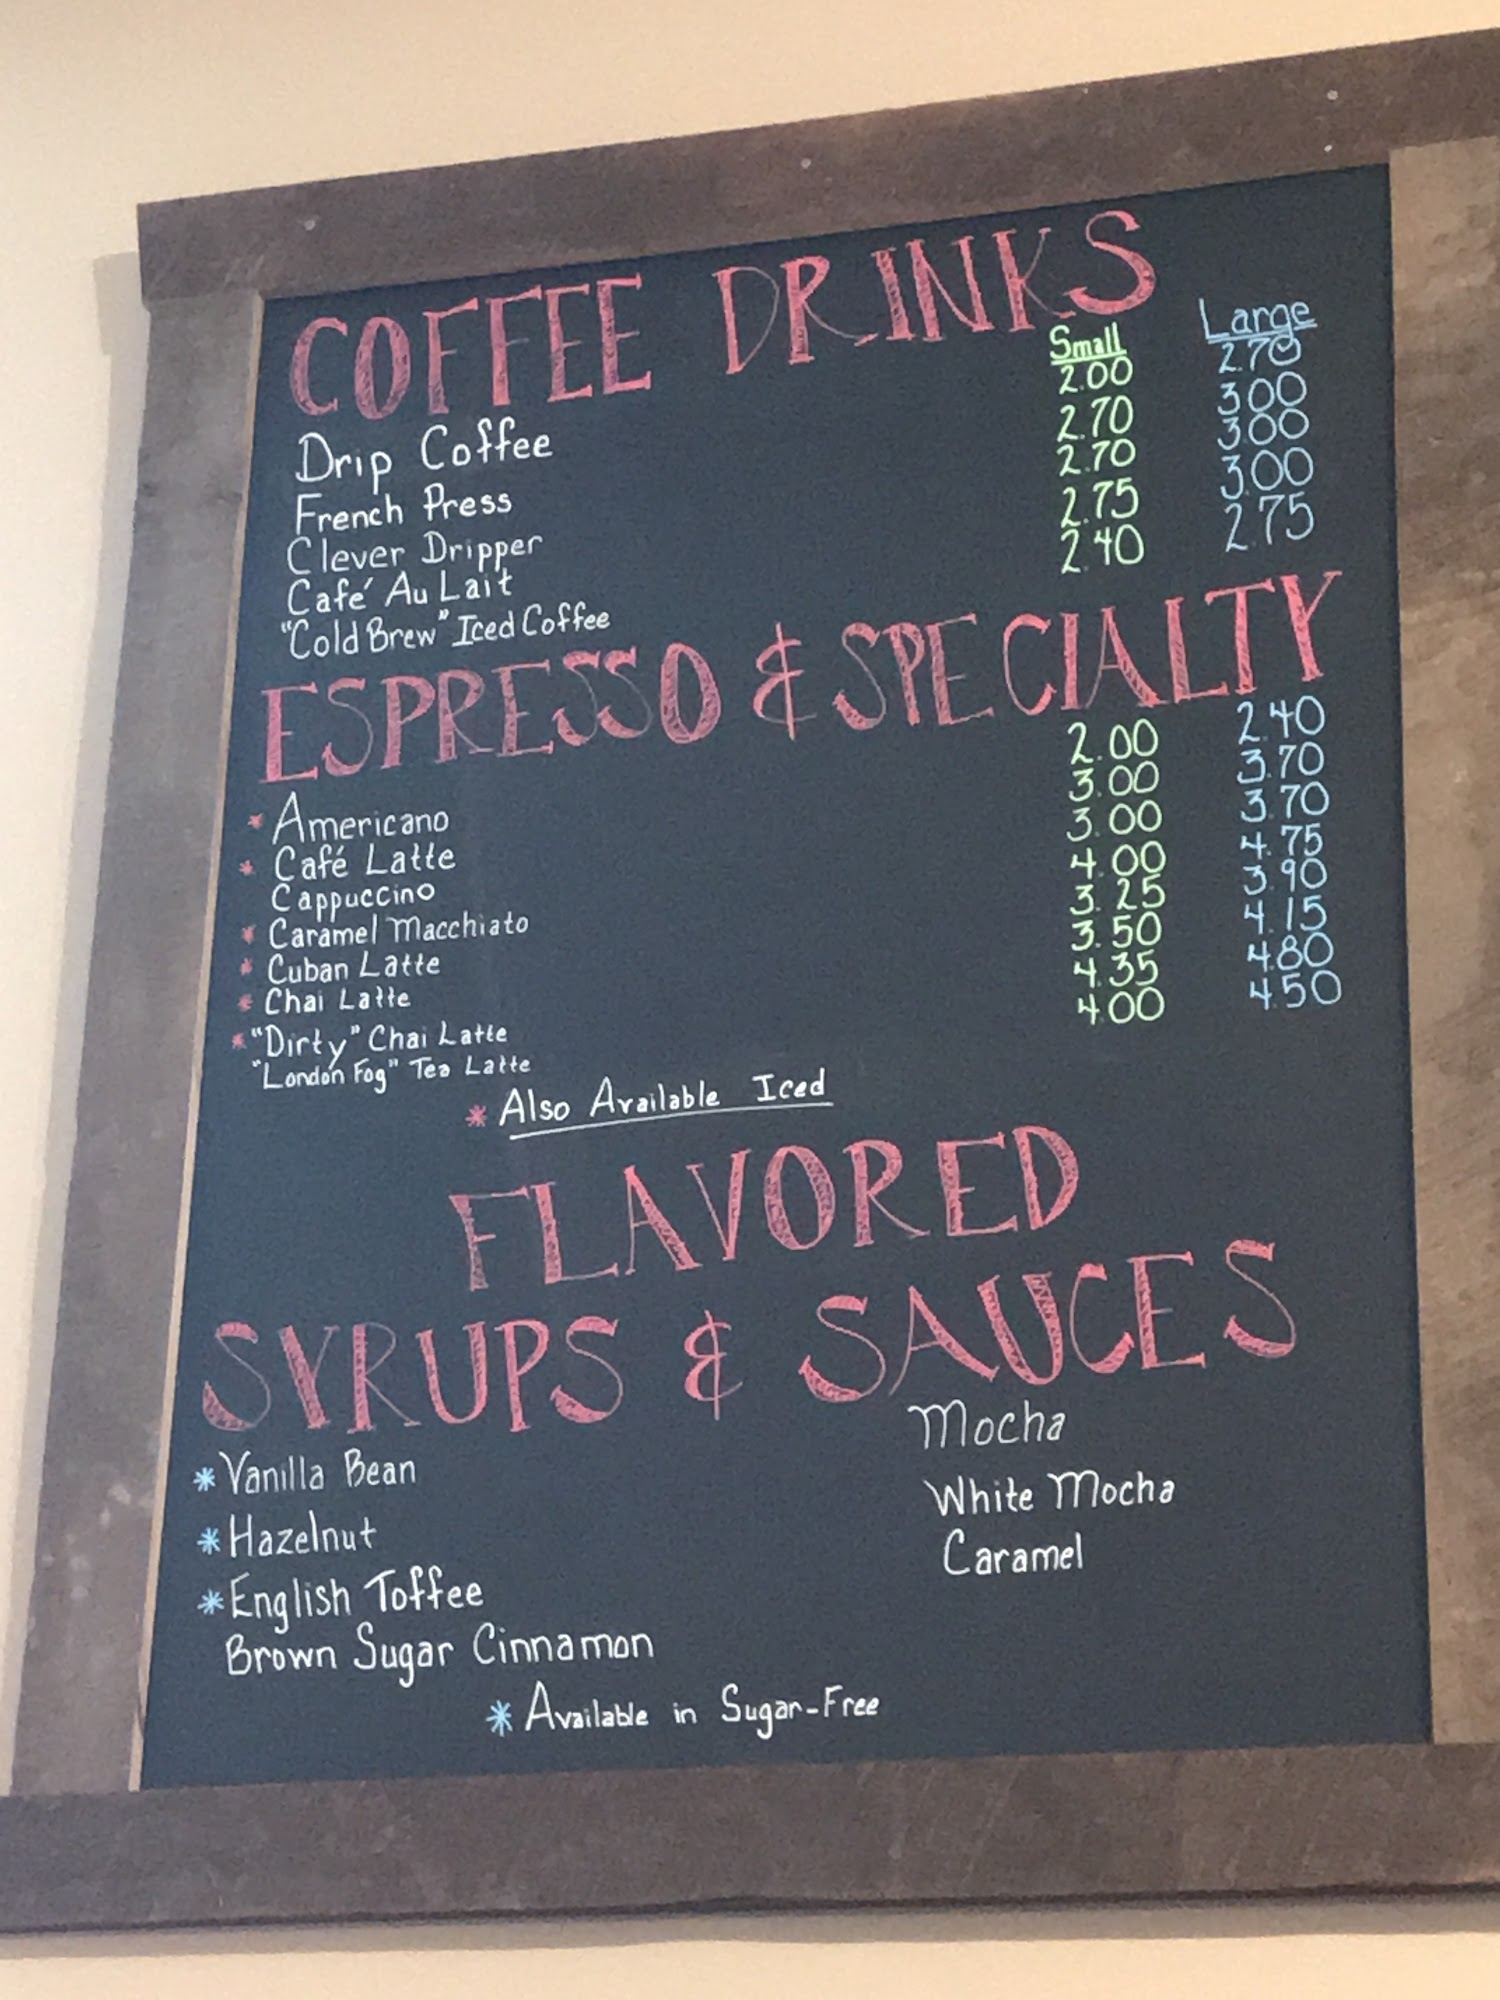 COFFEE DRINKS
Small Large
Drip Coffee 2.00 2.70
French Press 2.70 3.00
Clever Dripper 2.70 3.00
Café Au Lait 2.75 3.00
"Cold Brew" Iced Coffee 2.40 2.75
ESPRESSO & SPECIALTY
* Americano 2.00 2.40
* Café Latte 3.00 3.70
Cappuccino 3.00 3.70
* Caramel Macchiato 4.00 4.75
* Cuban Latte 3.25 3.90
* Chai Latte 3.50 4.15
* "Dirty" Chai Latte 4.35 4.80
"London Fog" Tea Latte 4.00 4.50
* Also Available Iced
FLAVORED
SYRUPS & SAUCES
* Vanilla Bean
* Hazelnut
* English Toffee
Brown Sugar Cinnamon
Mocha
White Mocha
Caramel
* Available in Sugar-Free